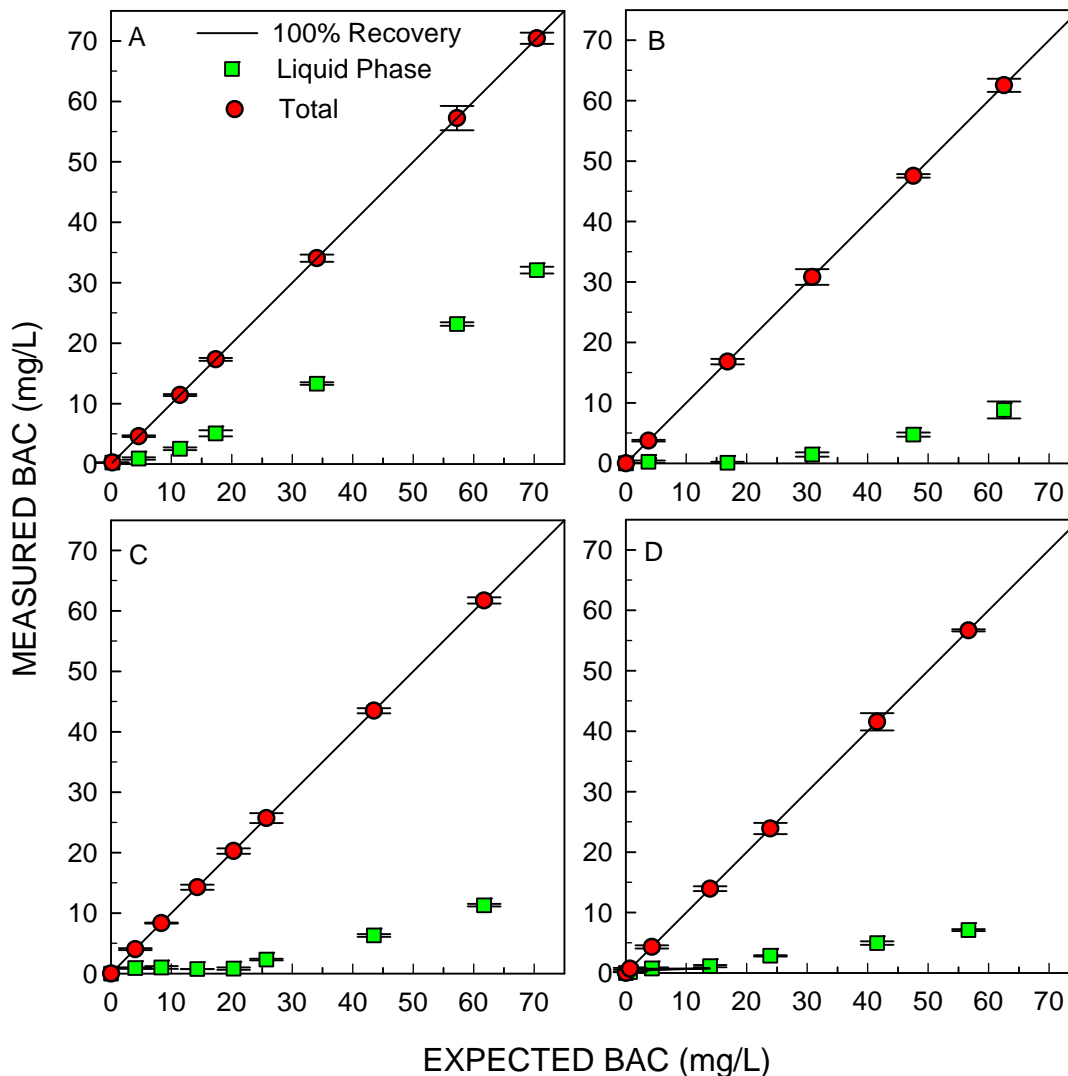 A
100% Recovery
Liquid Phase
Total
70
60
50
40
30
20
10
0
0 10 20 30 40 50 60 70
B
70
60
50
40
30
20
10
0
0 10 20 30 40 50 60 70
C
70
60
50
40
30
20
10
0
0 10 20 30 40 50 60 70
D
70
60
50
40
30
20
10
0
0 10 20 30 40 50 60 70
MEASURED BAC (mg/L)
EXPECTED BAC (mg/L)